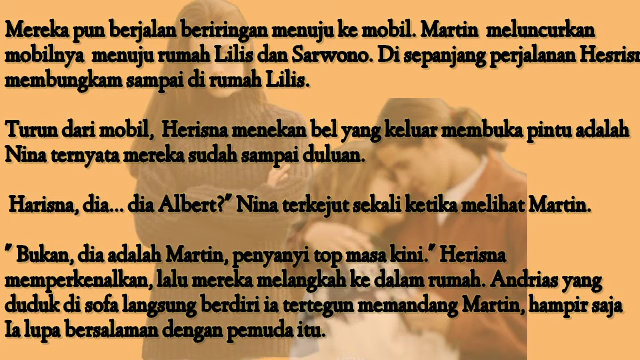 Mereka pun berjalan beriringan menuju ke mobil. Martin meluncurkan
mobilnya menuju rumah Lilis dan Sarwono. Di sepanjang perjalanan Hesrisn
membungkam sampai di rumah Lilis.
Turun dari mobil, Herisna menekan bel yang keluar membuka pintu adalah
Nina ternyata mereka sudah sampai duluan.
Harisna, dia... dia Albert?" Nina terkejut sekali ketika melihat Martin.
" Bukan, dia adalah Martin, penyanyi top masa kini." Herisna
memperkenalkan, lalu mereka melangkah ke dalam rumah. Andrias yang
duduk di sofa langsung berdiri ia tertegun memandang Martin, hampir saja
Ia lupa bersalaman dengan pemuda itu.